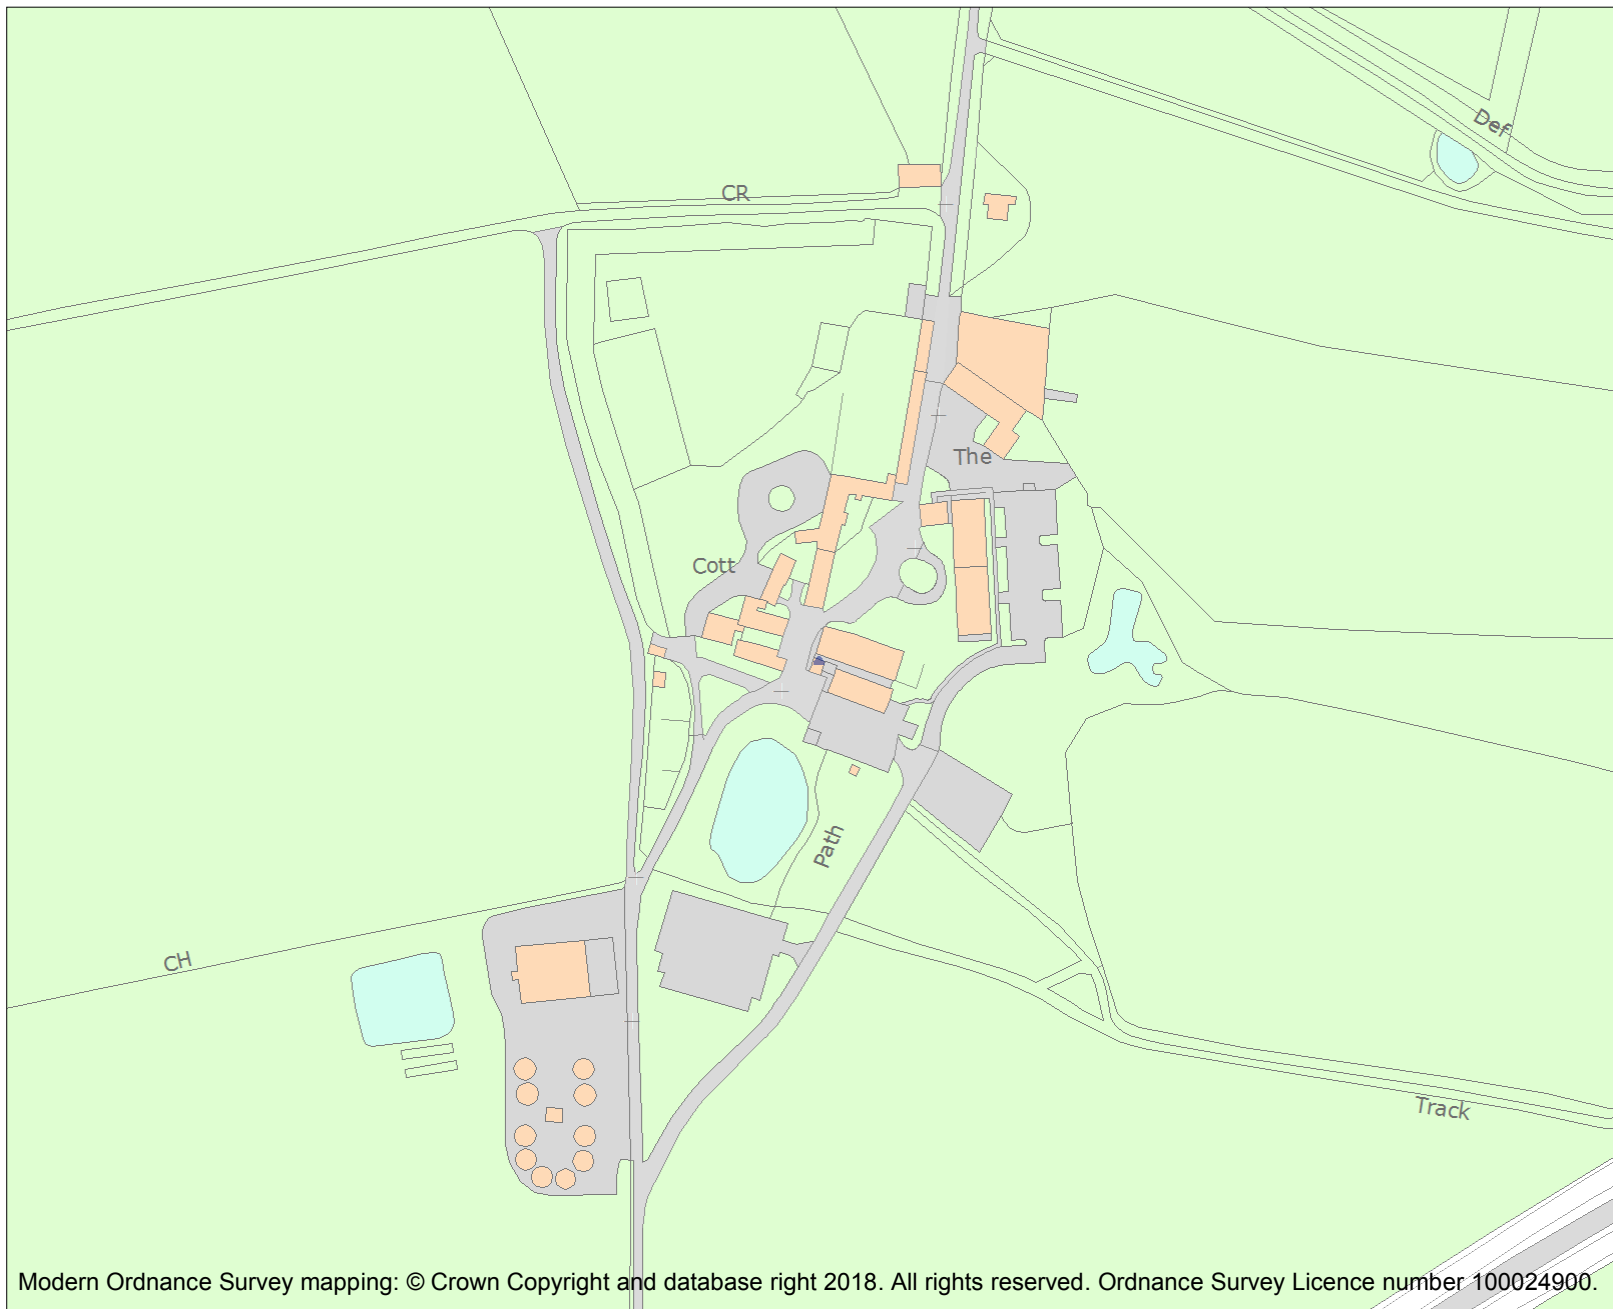 Def
CR
The
Cott
Path
CH
Track
Modern Ordnance Survey mapping: © Crown Copyright and database right 2018. All rights reserved. Ordnance Survey Licence number 100024900.